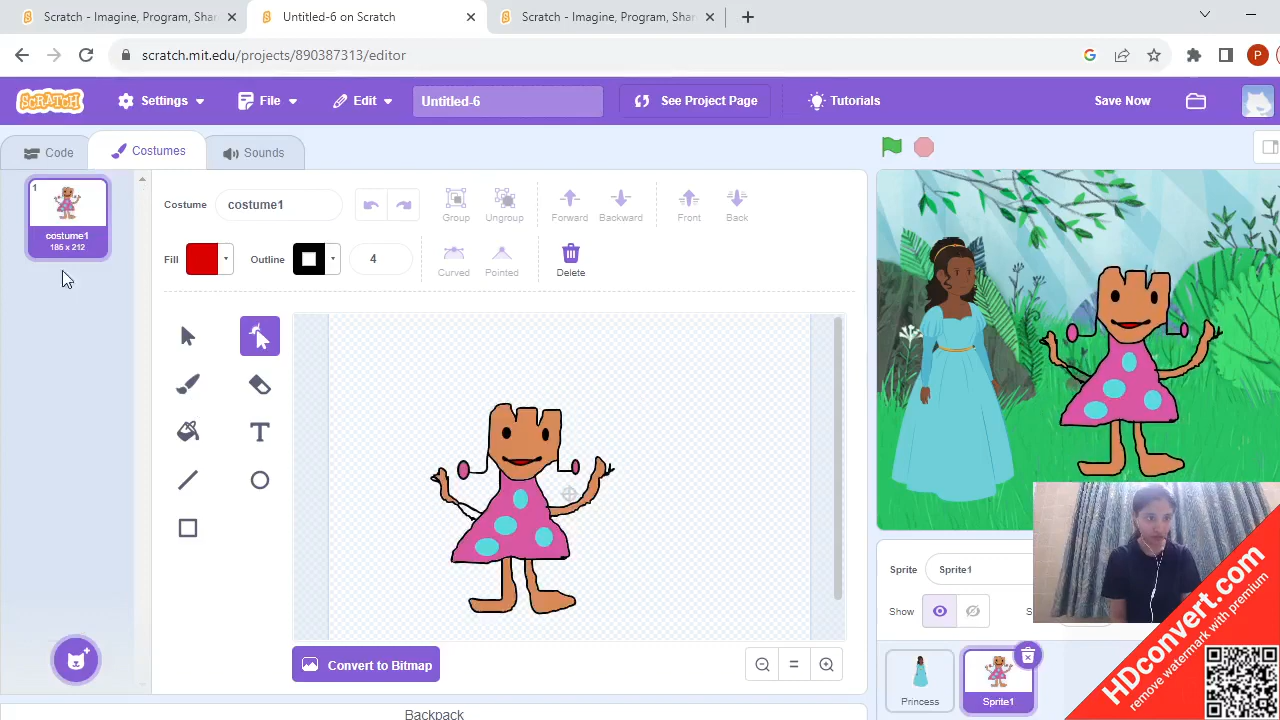 Scratch - Imagine, Program, Shar
Untitled-6 on Scratch
Scratch - Imagine, Program, Shar
scratch.mit.edu/projects/890387313/editor
P
SCRATCH
Settings
File
Edit
Untitled-6
See Project Page
Tutorials
Save Now
Code
Costumes
Sounds
1
costume1
185 x 212
Costume
costume1
Group
Ungroup
Forward
Backward
Front
Back
Fill
Outline
4
Curved
Pointed
Delete
T
Convert to Bitmap
Backpack
Sprite
Sprite1
Show
S
Princess
Sprite1
HDconvert.com
remove watermark with premium